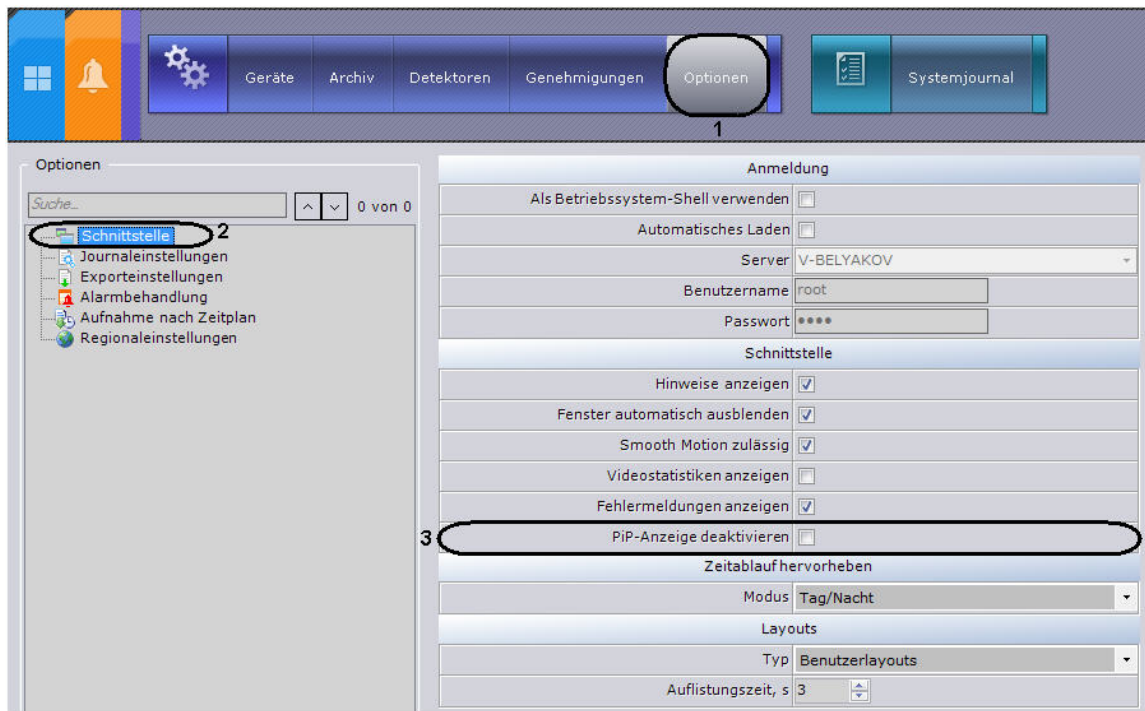 Geräte Archiv Detektoren Genehmigungen Optionen Systemjournal
1
Optionen
Suche...
0 von 0
Schnittstelle
2
Journaleinstellungen
Exporteinstellungen
Alarmbehandlung
Aufnahme nach Zeitplan
Regionaleinstellungen
Anmeldung
Als Betriebssystem-Shell verwenden
Automatisches Laden
Server V-BELYAKOV
Benutzername root
Passwort ••••
Schnittstelle
Hinweise anzeigen
Fenster automatisch ausblenden
Smooth Motion zulässig
Videostatistiken anzeigen
Fehlermeldungen anzeigen
3 PiP-Anzeige deaktivieren
Zeitablauf hervorheben
Modus Tag/Nacht
Layouts
Typ Benutzerlayouts
Auflistungszeit, s 3